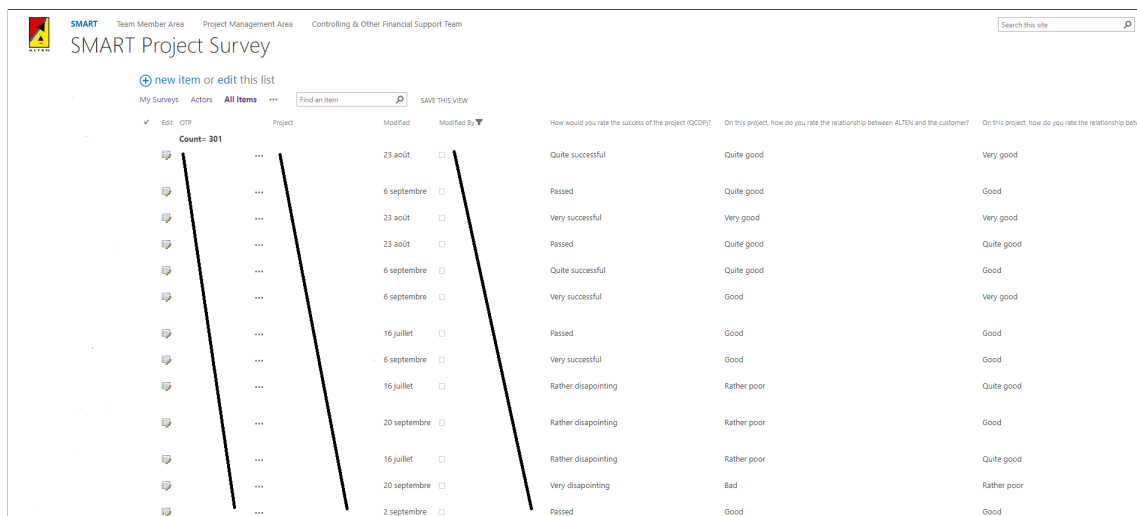 SMART Team Member Area Project Management Area Controlling & Other Financial Support Team Search this site
ALTEN
SMART Project Survey
new item or edit this list
My Surveys Actors All Items ••• Find an item SAVE THIS VIEW
Edit OTP Project Modified Modified By How would you rate the success of the project (QCDP)? On this project, how do you rate the relationship between ALTEN and the customer? On this project, how do you rate the relationship
Count= 301
••• 23 août Quite successful Quite good Very good
••• 6 septembre Passed Quite good Good
••• 23 août Very successful Very good Very good
••• 23 août Passed Quite good Quite good
••• 6 septembre Quite successful Quite good Good
••• 6 septembre Very successful Good Very good
••• 16 juillet Passed Good Good
••• 6 septembre Very successful Good Good
••• 16 juillet Rather disapointing Rather poor Quite good
••• 20 septembre Rather disapointing Rather poor Good
••• 16 juillet Rather disapointing Rather poor Quite good
••• 20 septembre Very disapointing Bad Rather poor
••• 2 septembre Passed Good Good